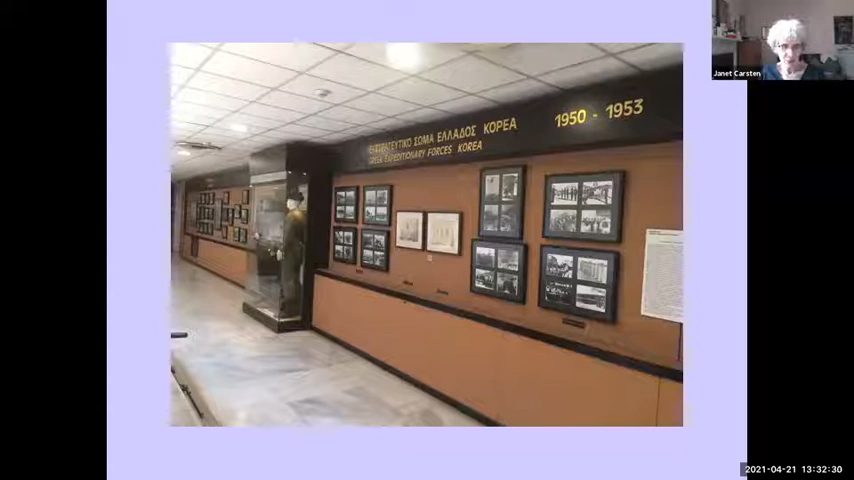 ΕΚΣΤΡΑΤΕΥΤΙΚΟ ΣΩΜΑ ΕΛΛΑΔΟΣ ΚΟΡΕΑ
GREEK EXPEDITIONARY FORCES KOREA
1950 - 1953
Janet Carsten
2021-04-21 13:32:30